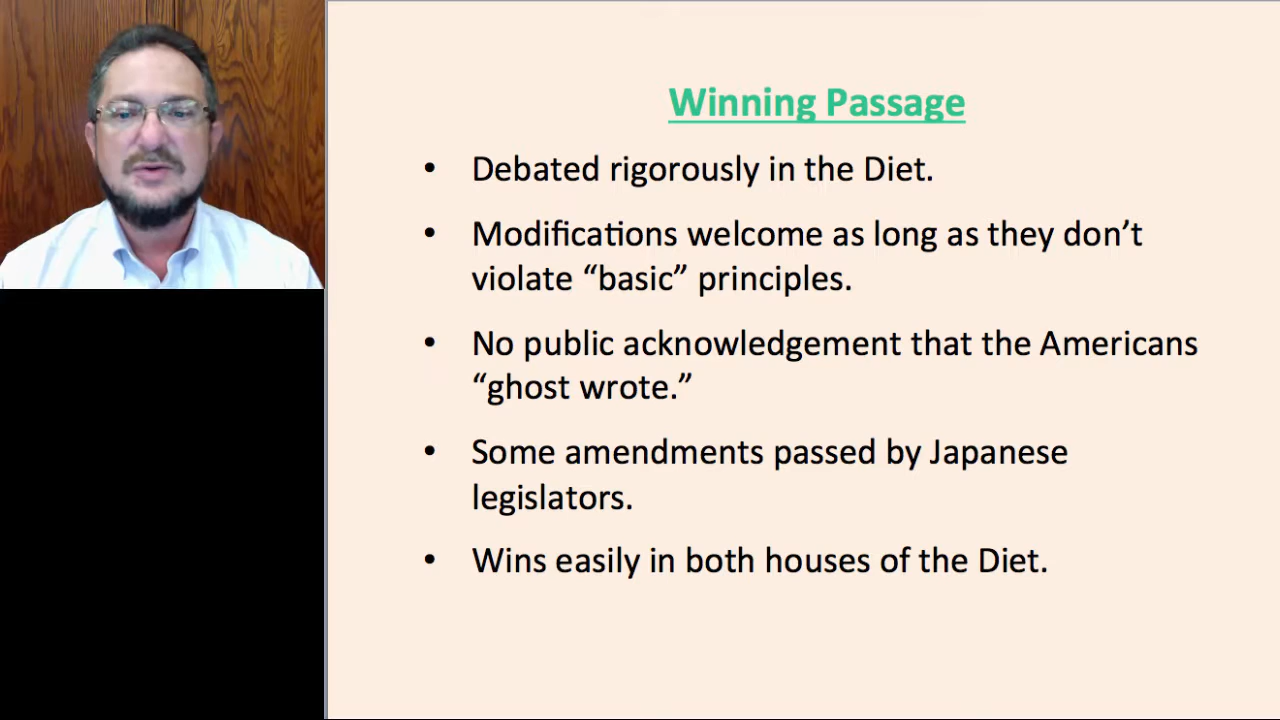 Winning Passage
• Debated rigorously in the Diet.
• Modifications welcome as long as they don’t
violate “basic” principles.
• No public acknowledgement that the Americans
“ghost wrote.”
• Some amendments passed by Japanese
legislators.
• Wins easily in both houses of the Diet.